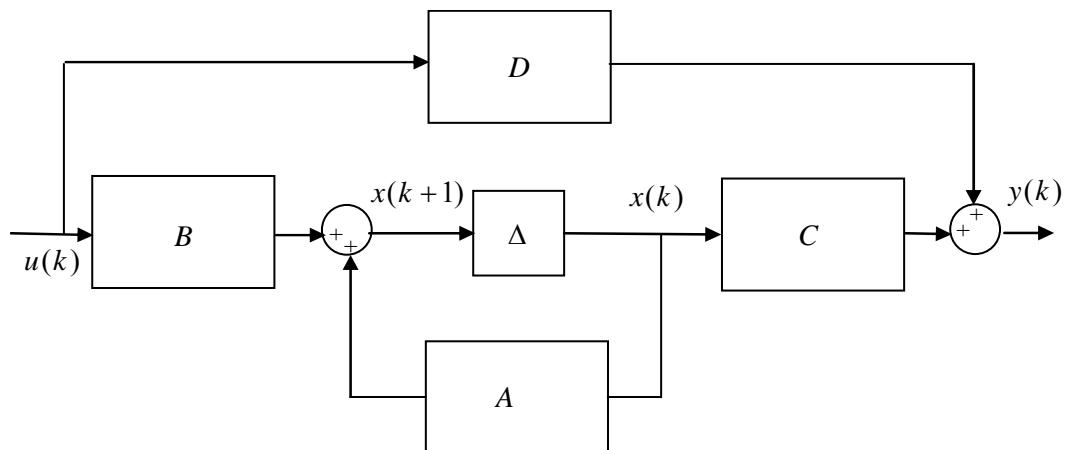 D
x(k+1)
x(k)
y(k)
B
+
+
Δ
C
+
+
u(k)
A